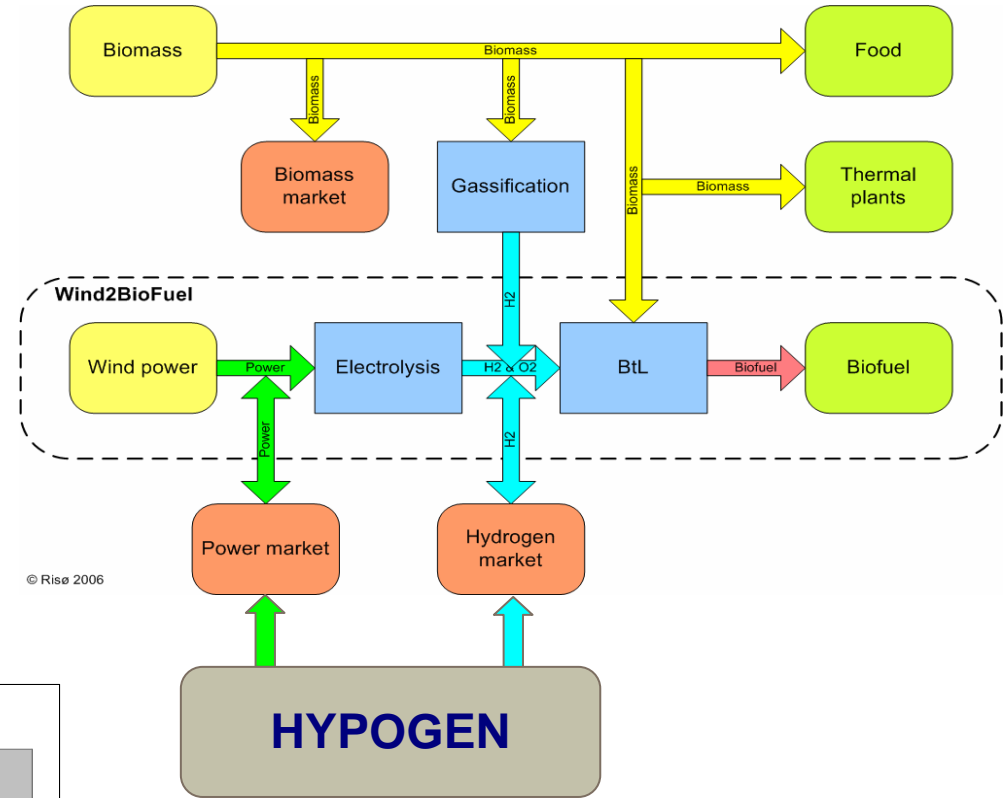 Biomass
Biomass
Food
Biomass
Biomass
Biomass
market
Gassification
Biomass
Biomass
Thermal
plants
Wind2BioFuel
H2
Wind power
Power
Electrolysis
H2 & O2
BtL
Biofuel
Biofuel
Power
H2
Power market
Hydrogen
market
© Risø 2006
HYPOGEN